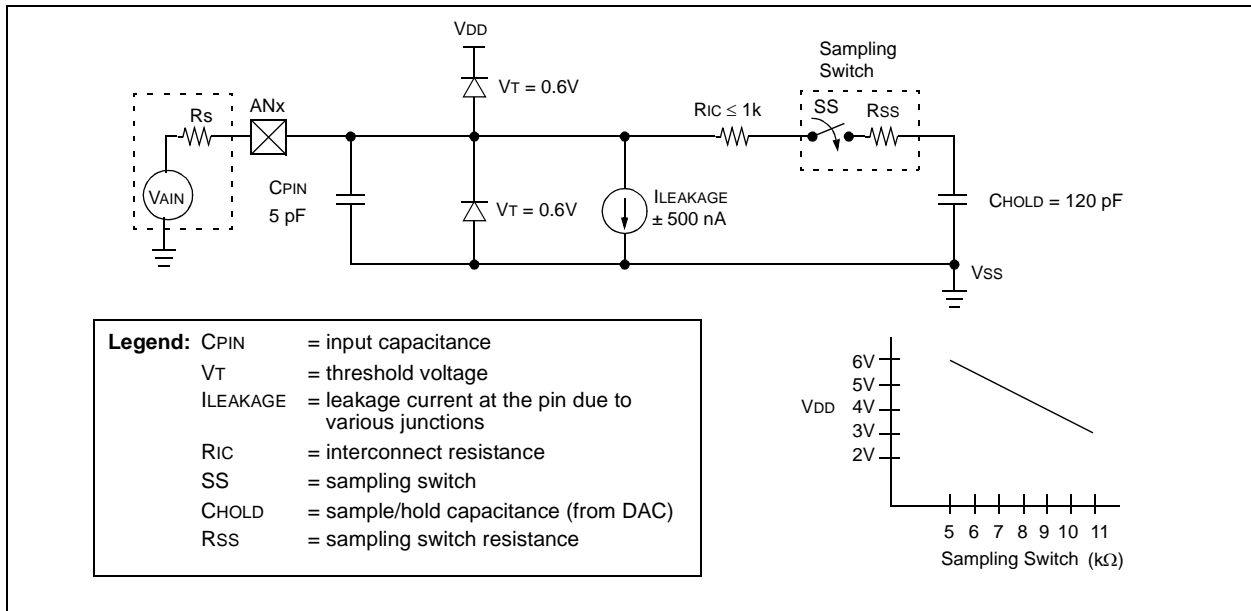 VDD
Sampling
Switch
VT = 0.6V
ANx
RS
RIC ≤ 1k
SS
RSS
VAIN
CPIN
5 pF
VT = 0.6V
ILEAKAGE
± 500 nA
CHOLD = 120 pF
VSS
Legend: CPIN = input capacitance
VT = threshold voltage
ILEAKAGE = leakage current at the pin due to
various junctions
RIC = interconnect resistance
SS = sampling switch
CHOLD = sample/hold capacitance (from DAC)
RSS = sampling switch resistance
6V
5V
VDD 4V
3V
2V
5 6 7 8 9 10 11
Sampling Switch (kΩ)